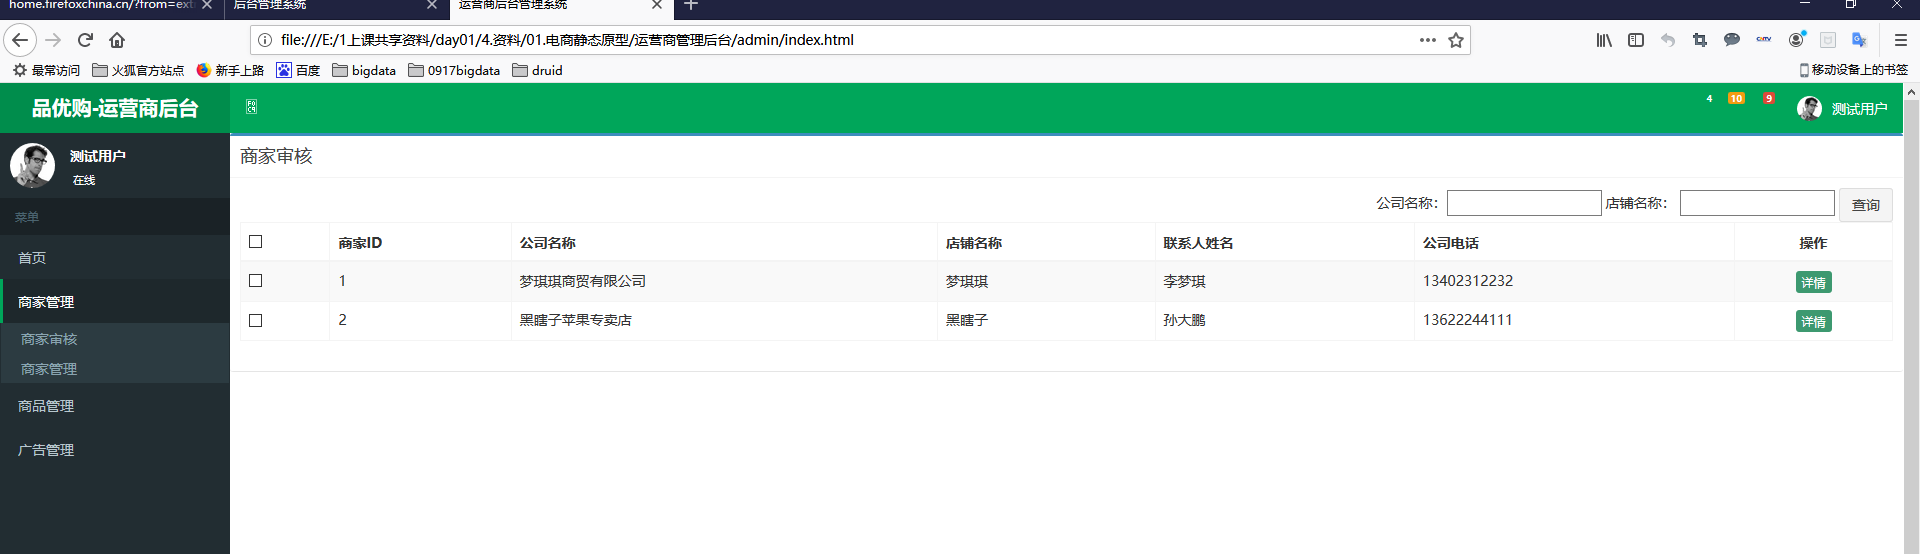 home.firefoxchina.cn/?from=ext 后台管理系统 运营商后台管理系统
file:///E:/1上课共享资料/day01/4.资料/01.电商静态原型/运营商管理后台/admin/index.html
最常访问 火狐官方站点 新手上路 百度 bigdata 0917bigdata druid 移动设备上的书签
品优购-运营商后台 4 10 9 测试用户
测试用户
在线
菜单
首页
商家管理
商家审核
商家管理
商品管理
广告管理
商家审核
公司名称： 店铺名称： 查询
商家ID 公司名称 店铺名称 联系人姓名 公司电话 操作
1 梦琪琪商贸有限公司 梦琪琪 李梦琪 13402312232 详情
2 黑瞎子苹果专卖店 黑瞎子 孙大鹏 13622244111 详情